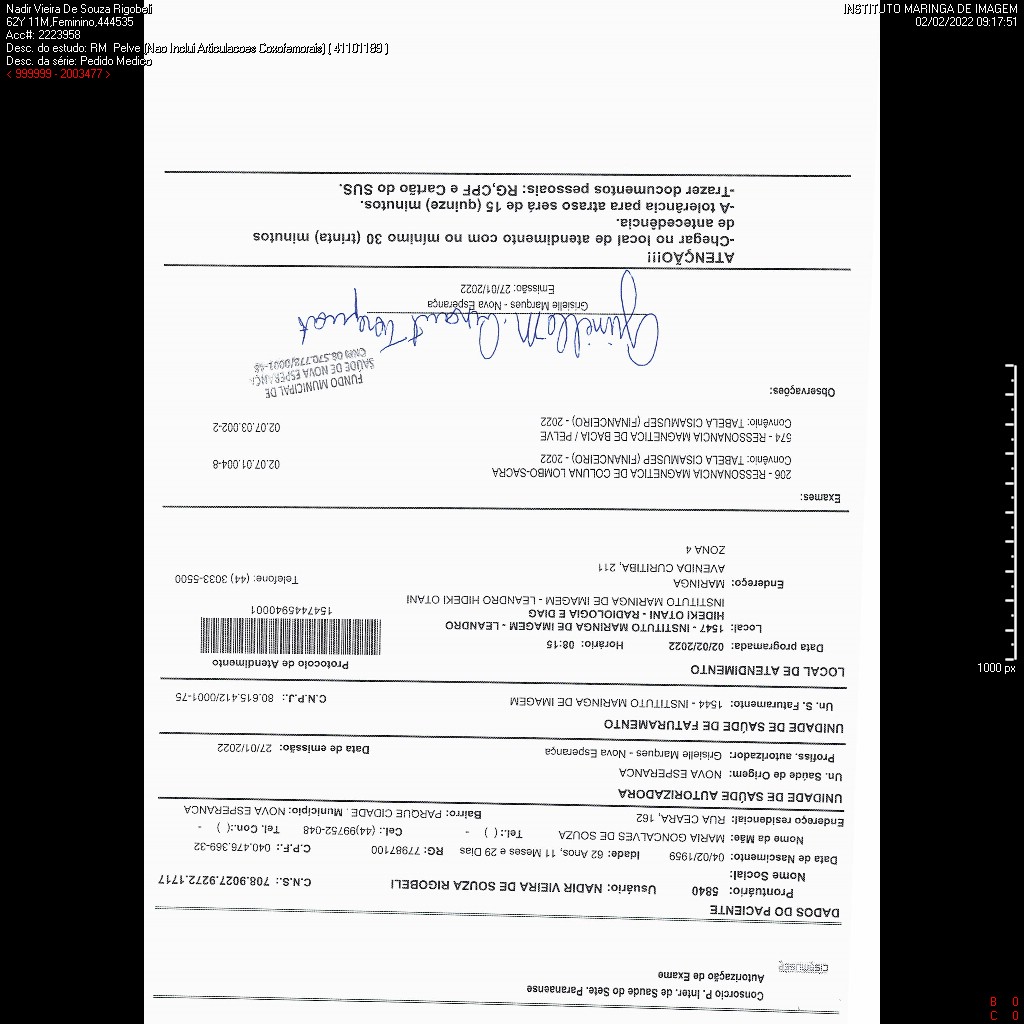 Nadir Vieira De Souza Rigobeli
62Y 11M,Feminino,444535
Acc#: 2223958
Desc. do estudo: RM Pelve (Nao Inclui Articulacoes Coxofemorais) ( 41101189 )
Desc. da série: Pedido Medico
< 999999 - 2003477 >
INSTITUTO MARINGA DE IMAGEM
02/02/2022 09:17:51
Consorcio P. Inter. de Saude do Sete. Paranaense
Autorização de Exame
cisamusep
DADOS DO PACIENTE
Prontuário: 5840 Usuário: NADIR VIEIRA DE SOUZA RIGOBELI C.N.S.: 708.9027.9272.1717
Nome Social:
Data de Nascimento: 04/02/1959 Idade: 62 Anos, 11 Meses e 29 Dias RG: 77987100 C.P.F.: 040.476.369-32
Nome da Mãe: MARIA GONCALVES DE SOUZA Tel.: ( ) - Cel.: (44)99752-048 Tel. Con.:( ) -
Endereço residencial: RUA, CEARA, 162 Bairro: PARQUE CIDADE . Municipio: NOVA ESPERANCA
UNIDADE DE SAÚDE AUTORIZADORA
Un. Saúde de Origem: NOVA ESPERANCA
Profiss. autorizador: Grisielle Marques - Nova Esperança Data de emissão: 27/01/2022
UNIDADE DE SAÚDE DE FATURAMENTO
Un. S. Faturamento: 1544 - INSTITUTO MARINGA DE IMAGEM C.N.P.J.: 80.615.412/0001-75
LOCAL DE ATENDIMENTO
Data programada: 02/02/2022 Horário: 08:15
Protocolo de Atendimento
Local: 1547 - INSTITUTO MARINGA DE IMAGEM - LEANDRO
HIDEKI OTANI - RADIOLOGIA E DIAG
INSTITUTO MARINGA DE IMAGEM - LEANDRO HIDEKI OTANI
1547445940001
Endereço: MARINGA Telefone: (44) 3033-5500
AVENIDA CURITIBA, 211
ZONA 4
Exames:
206 - RESSONANCIA MAGNETICA DE COLUNA LOMBO-SACRA 02.07.01.004-8
Convênio: TABELA CISAMUSEP (FINANCEIRO) - 2022
574 - RESSONANCIA MAGNETICA DE BACIA / PELVE 02.07.03.002-2
Convênio: TABELA CISAMUSEP (FINANCEIRO) - 2022
Observações:
FUNDO MUNICIPAL DE
SAÚDE DE NOVA ESPERANÇA
CNPJ 08.570.778/0001-46
Grisielle Marques - Nova Esperança
Emissão: 27/01/2022
ATENÇÃO!!!!
-Chegar no local de atendimento com no mínimo 30 (trinta) minutos
de antecedência.
-A tolerância para atraso será de 15 (quinze) minutos.
-Trazer documentos pessoais: RG,CPF e Cartão do SUS.
1000 px
B 0
C 0